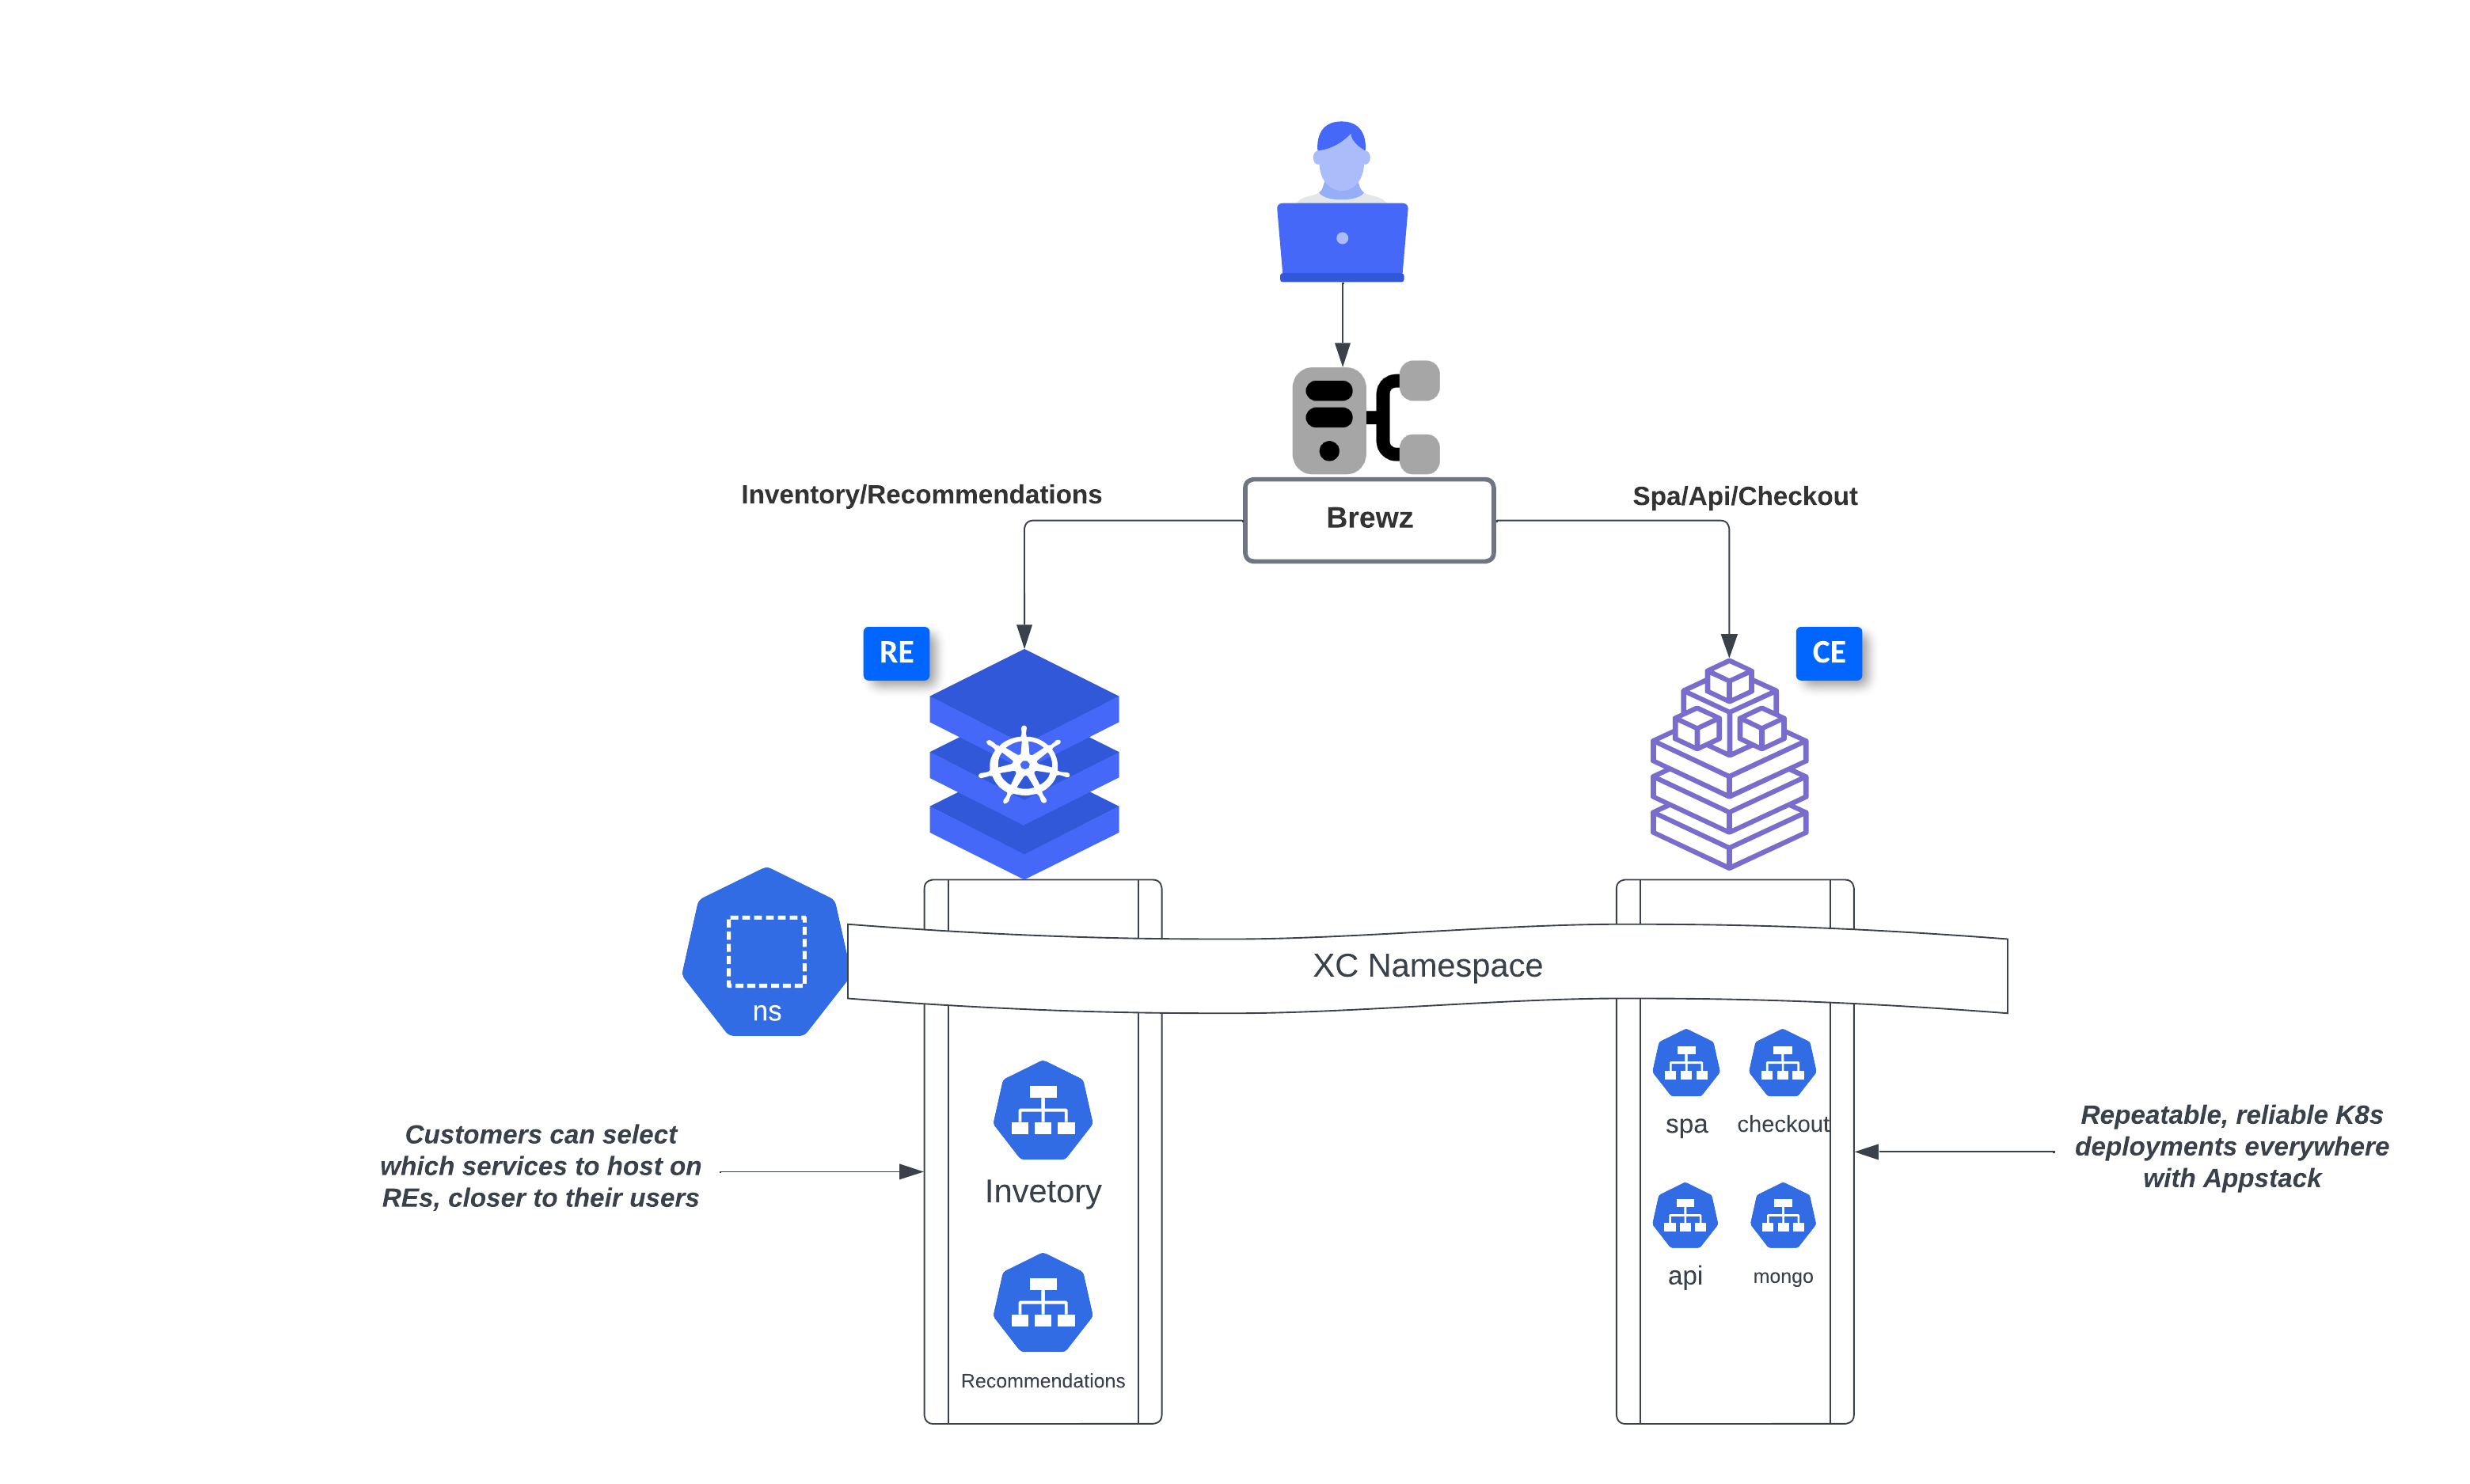 Inventory/Recommendations
Spa/Api/Checkout
Brewz
RE
CE
ns
XC Namespace
spa
checkout
Customers can select
which services to host on
REs, closer to their users
Repeatable, reliable K8s
deployments everywhere
with Appstack
Invetory
api
mongo
Recommendations